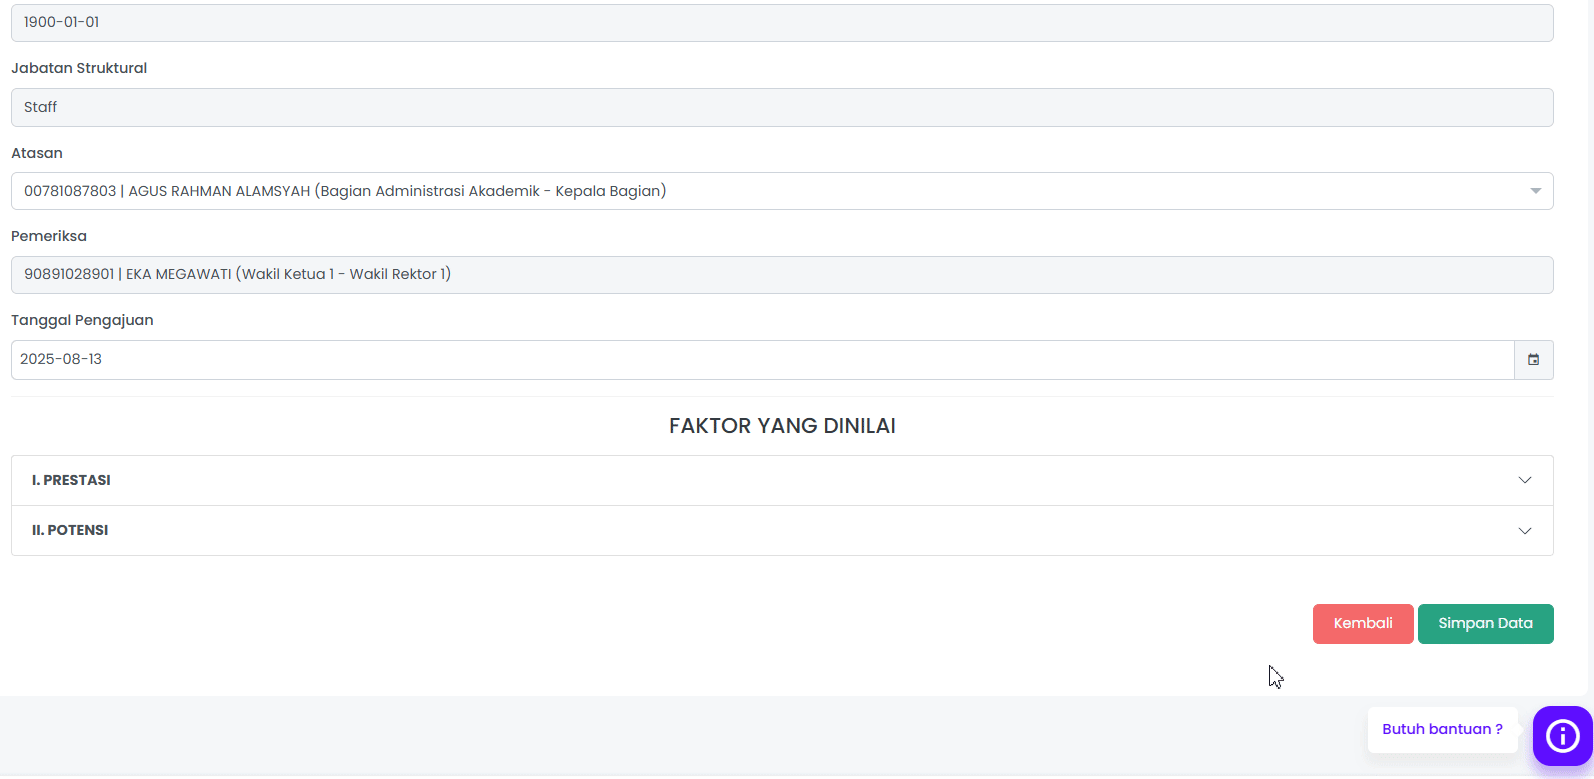 1900-01-01
Jabatan Struktural
Staff
Atasan
00781087803 | AGUS RAHMAN ALAMSYAH (Bagian Administrasi Akademik - Kepala Bagian)
Pemeriksa
90891028901 | EKA MEGAWATI (Wakil Ketua 1 - Wakil Rektor 1)
Tanggal Pengajuan
2025-08-13
FAKTOR YANG DINILAI
I. PRESTASI
II. POTENSI
Kembali
Simpan Data
Butuh bantuan ?